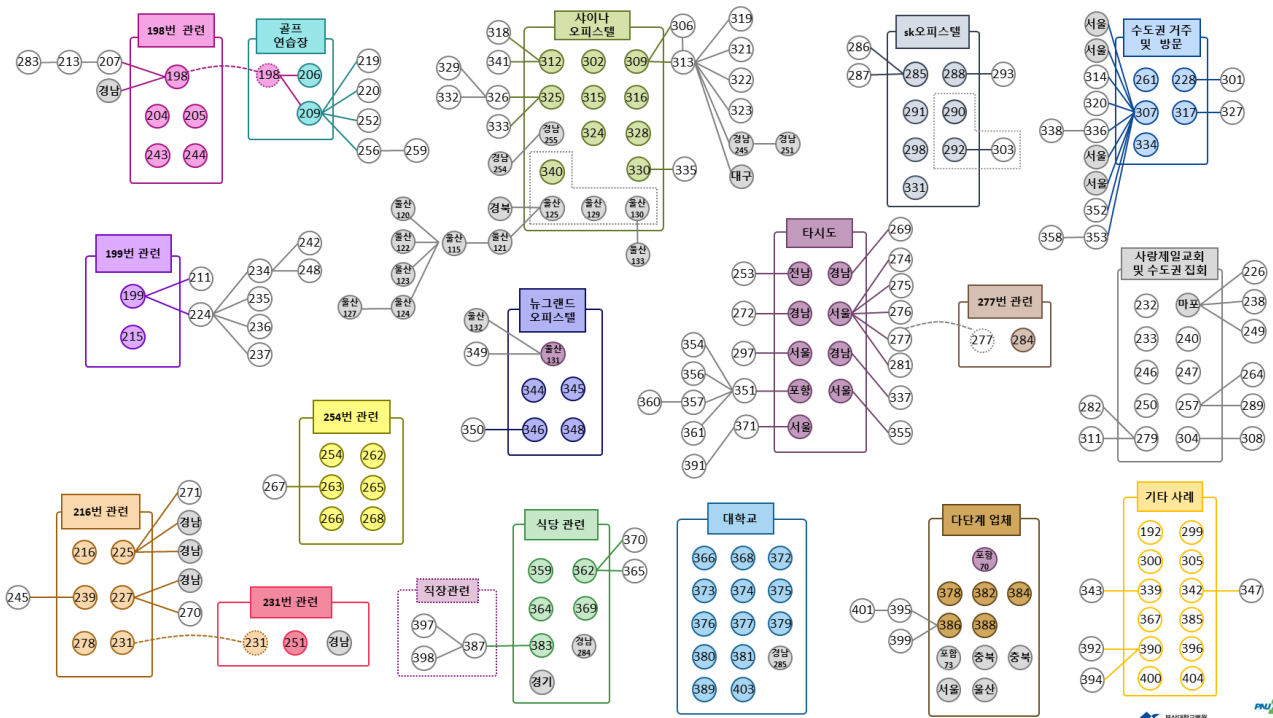 198번 관련
283
213
207
경남
198
204
205
243
244
골프
연습장
198
206
209
219
220
252
256
259
샤이나
오피스텔
318
341
312
302
309
329
332
326
333
325
315
316
324
328
경남
255
경남
254
340
330
335
경북
울산
125
울산
129
울산
130
울산
133
울산
121
울산
115
울산
120
울산
122
울산
123
울산
124
울산
127
306
313
319
321
322
323
경남
245
경남
251
대구
sk오피스텔
286
287
285
288
293
291
290
298
292
303
331
수도권 거주
및 방문
서울
서울
314
320
338
336
서울
서울
352
358
353
261
228
301
307
317
327
334
199번 관련
199
211
215
224
234
242
248
235
236
237
뉴그랜드
오피스텔
울산
132
349
울산
131
344
345
350
346
348
타시도
253
전남
경남
269
272
경남
서울
274
275
276
277
281
297
서울
경남
337
354
356
360
357
361
351
포항
서울
355
371
391
서울
277번 관련
277
284
사랑제일교회
및 수도권 집회
232
마포
226
238
249
233
240
246
247
250
257
264
289
282
311
279
304
308
254번 관련
254
262
267
263
265
266
268
216번 관련
216
225
271
경남
경남
245
239
227
경남
270
278
231
231번 관련
231
251
경남
직장관련
397
398
387
식당 관련
359
362
370
365
364
369
383
경남
284
경기
대학교
366
368
372
373
374
375
376
377
379
380
381
경남
285
389
403
다단계 업체
포항
70
378
382
384
401
395
399
386
388
포항
73
충북
충북
서울
울산
기타 사례
192
299
300
305
343
339
342
347
367
385
392
394
390
396
400
404
부산대학교병원
PNU